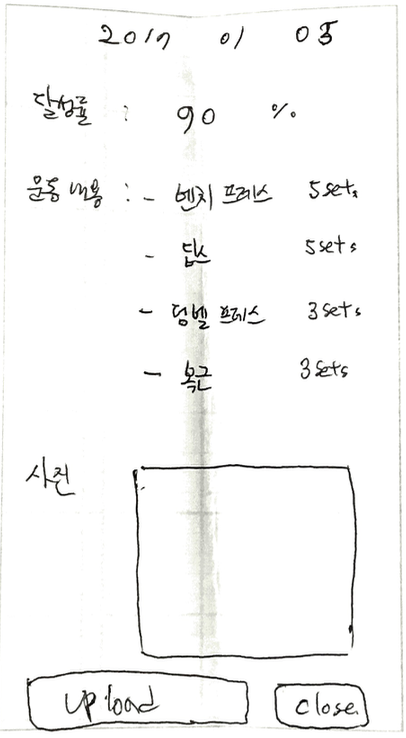 2017 01 05
달성률 : 90 %
운동 내용 : - 벤치 프레스 5sets
- 딥스 5sets
- 덤벨 프레스 3sets
- 복근 3sets
사진
upload close